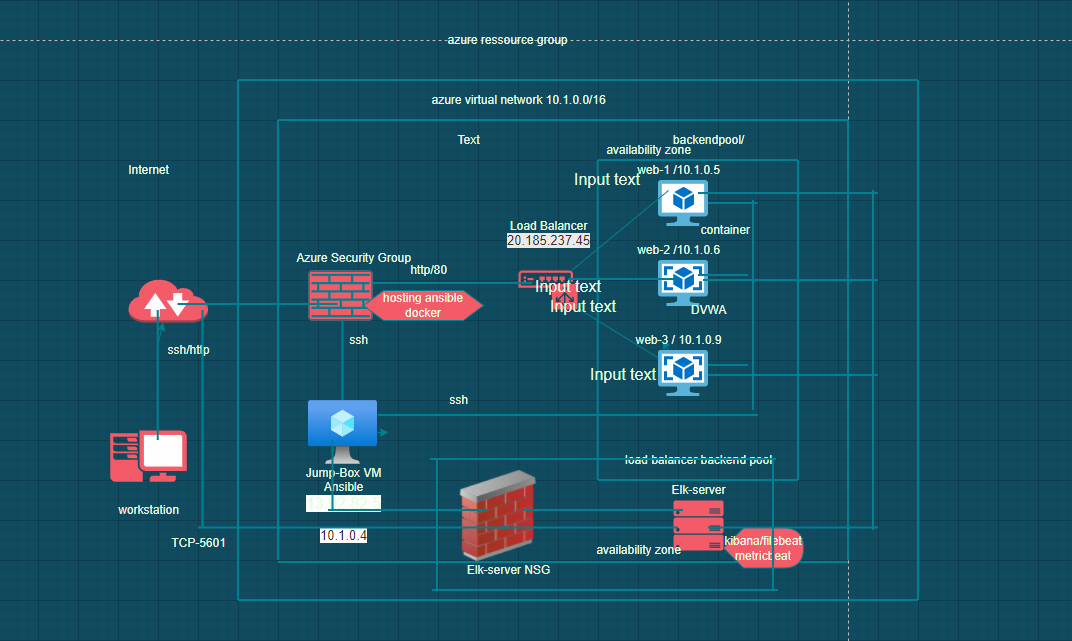 azure ressource group
azure virtual network 10.1.0.0/16
Text
backendpool/
availability zone
Internet
web-1 /10.1.0.5
Input text
Load Balancer
20.185.237.45
container
web-2 /10.1.0.6
Azure Security Group
http/80
hosting ansible
docker
Input text
Input text
DVWA
ssh
web-3 / 10.1.0.9
ssh/http
Input text
ssh
load balancer backend pool
Jump-Box VM
Ansible
Elk-server
workstation
10.1.0.4
TCP-5601
kibana/filebeat
metricbeat
availability zone
Elk-server NSG